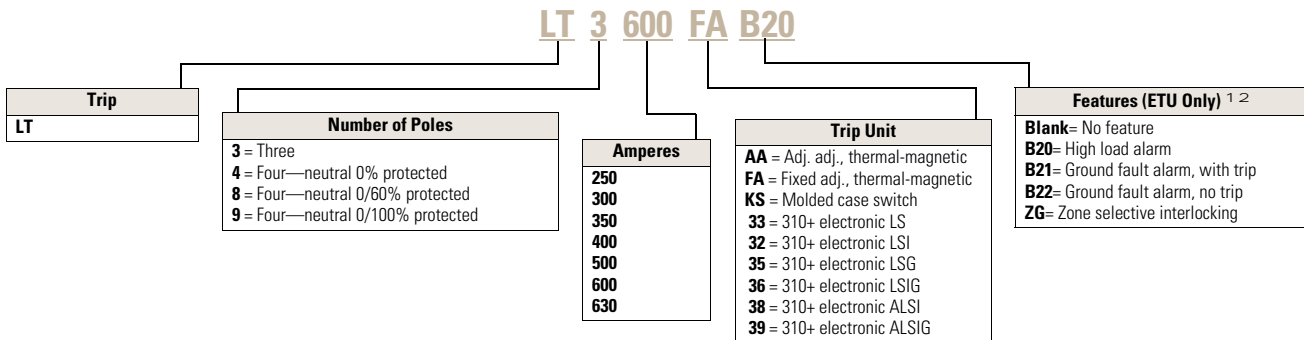 LT 3 600 FA B20
Trip
LT
Number of Poles
3 = Three
4 = Four—neutral 0% protected
8 = Four—neutral 0/60% protected
9 = Four—neutral 0/100% protected
Amperes
250
300
350
400
500
600
630
Trip Unit
AA = Adj. adj., thermal-magnetic
FA = Fixed adj., thermal-magnetic
KS = Molded case switch
33 = 310+ electronic LS
32 = 310+ electronic LSI
35 = 310+ electronic LSG
36 = 310+ electronic LSIG
38 = 310+ electronic ALSI
39 = 310+ electronic ALSIG
Features (ETU Only) 1 2
Blank= No feature
B20= High load alarm
B21= Ground fault alarm, with trip
B22= Ground fault alarm, no trip
ZG= Zone selective interlocking